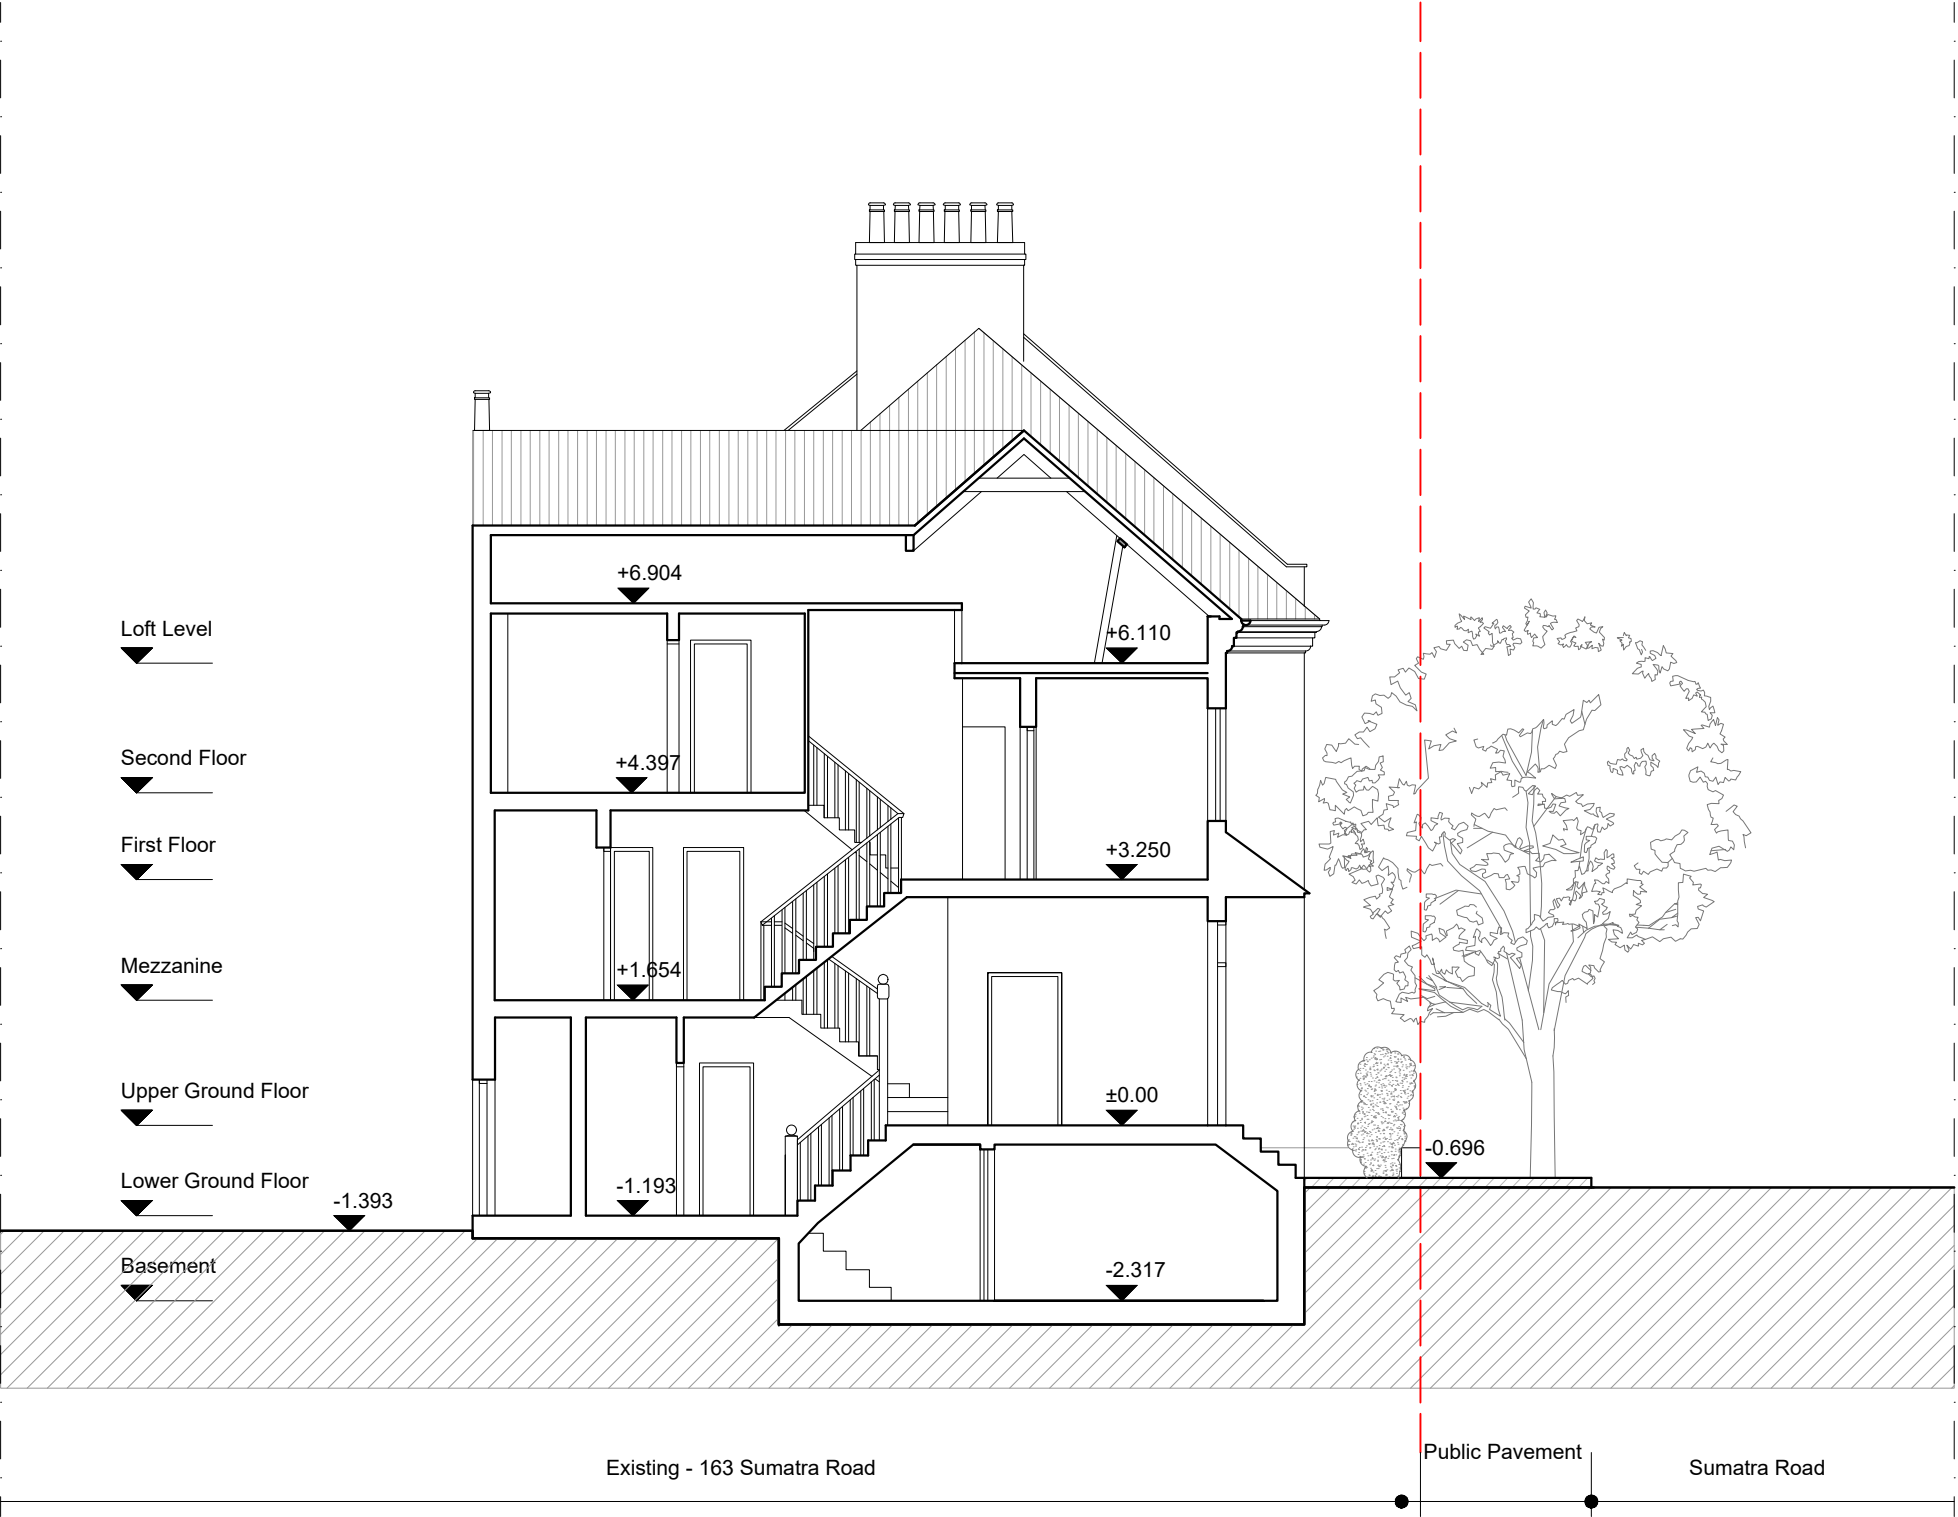 +6.904
Loft Level
+6.110
Second Floor
+4.397
First Floor
+3.250
Mezzanine
+1.654
Upper Ground Floor
±0.00
-0.696
Lower Ground Floor
-1.193
-1.393
Basement
-2.317
Public Pavement
Existing - 163 Sumatra Road
Sumatra Road